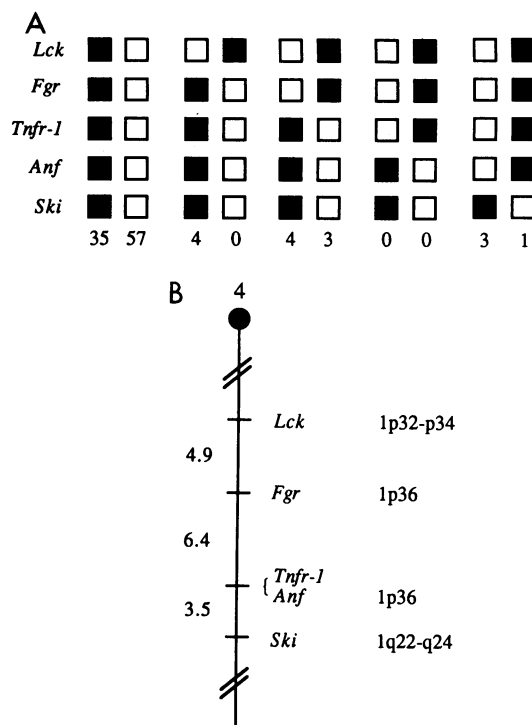 A
Lck
Fgr
Tnfr-1
Anf
Ski
35 57 4 0 4 3 0 0 3 1
B
4
Lck 1p32-p34
4.9
Fgr 1p36
6.4
{ Tnfr-1
Anf 1p36
3.5
Ski 1q22-q24